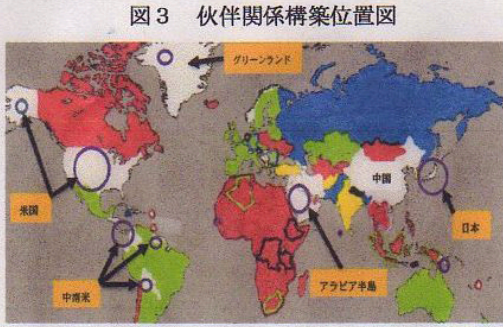 図3 伙伴関係構築位置図
グリーンランド
中国
米国
日本
中南米
アラビア半島